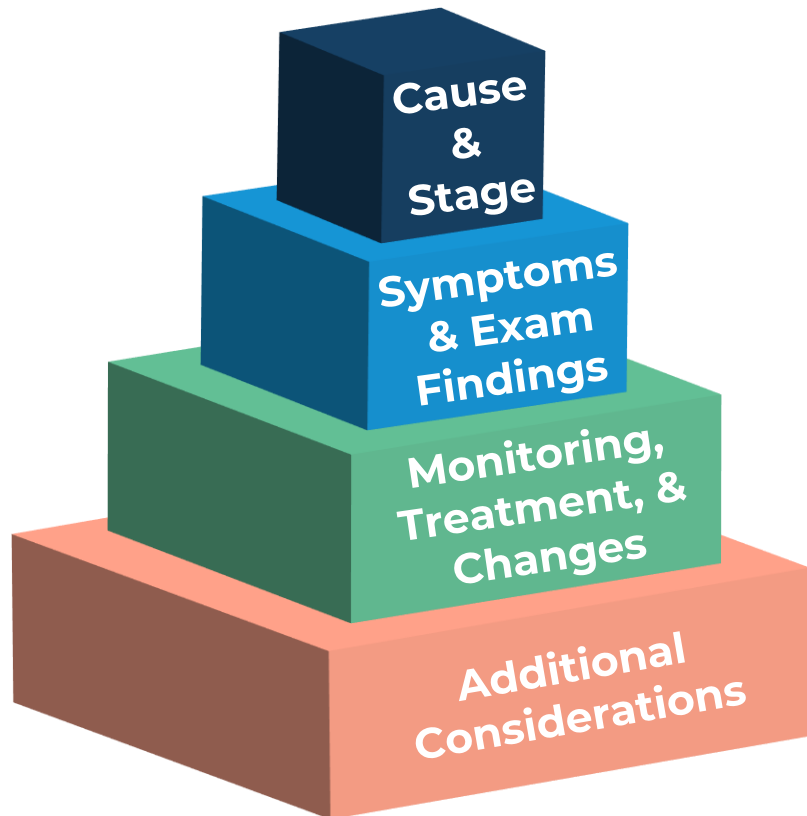 Cause
&
Stage
Symptoms
& Exam
Findings
Monitoring,
Treatment, &
Changes
Additional
Considerations